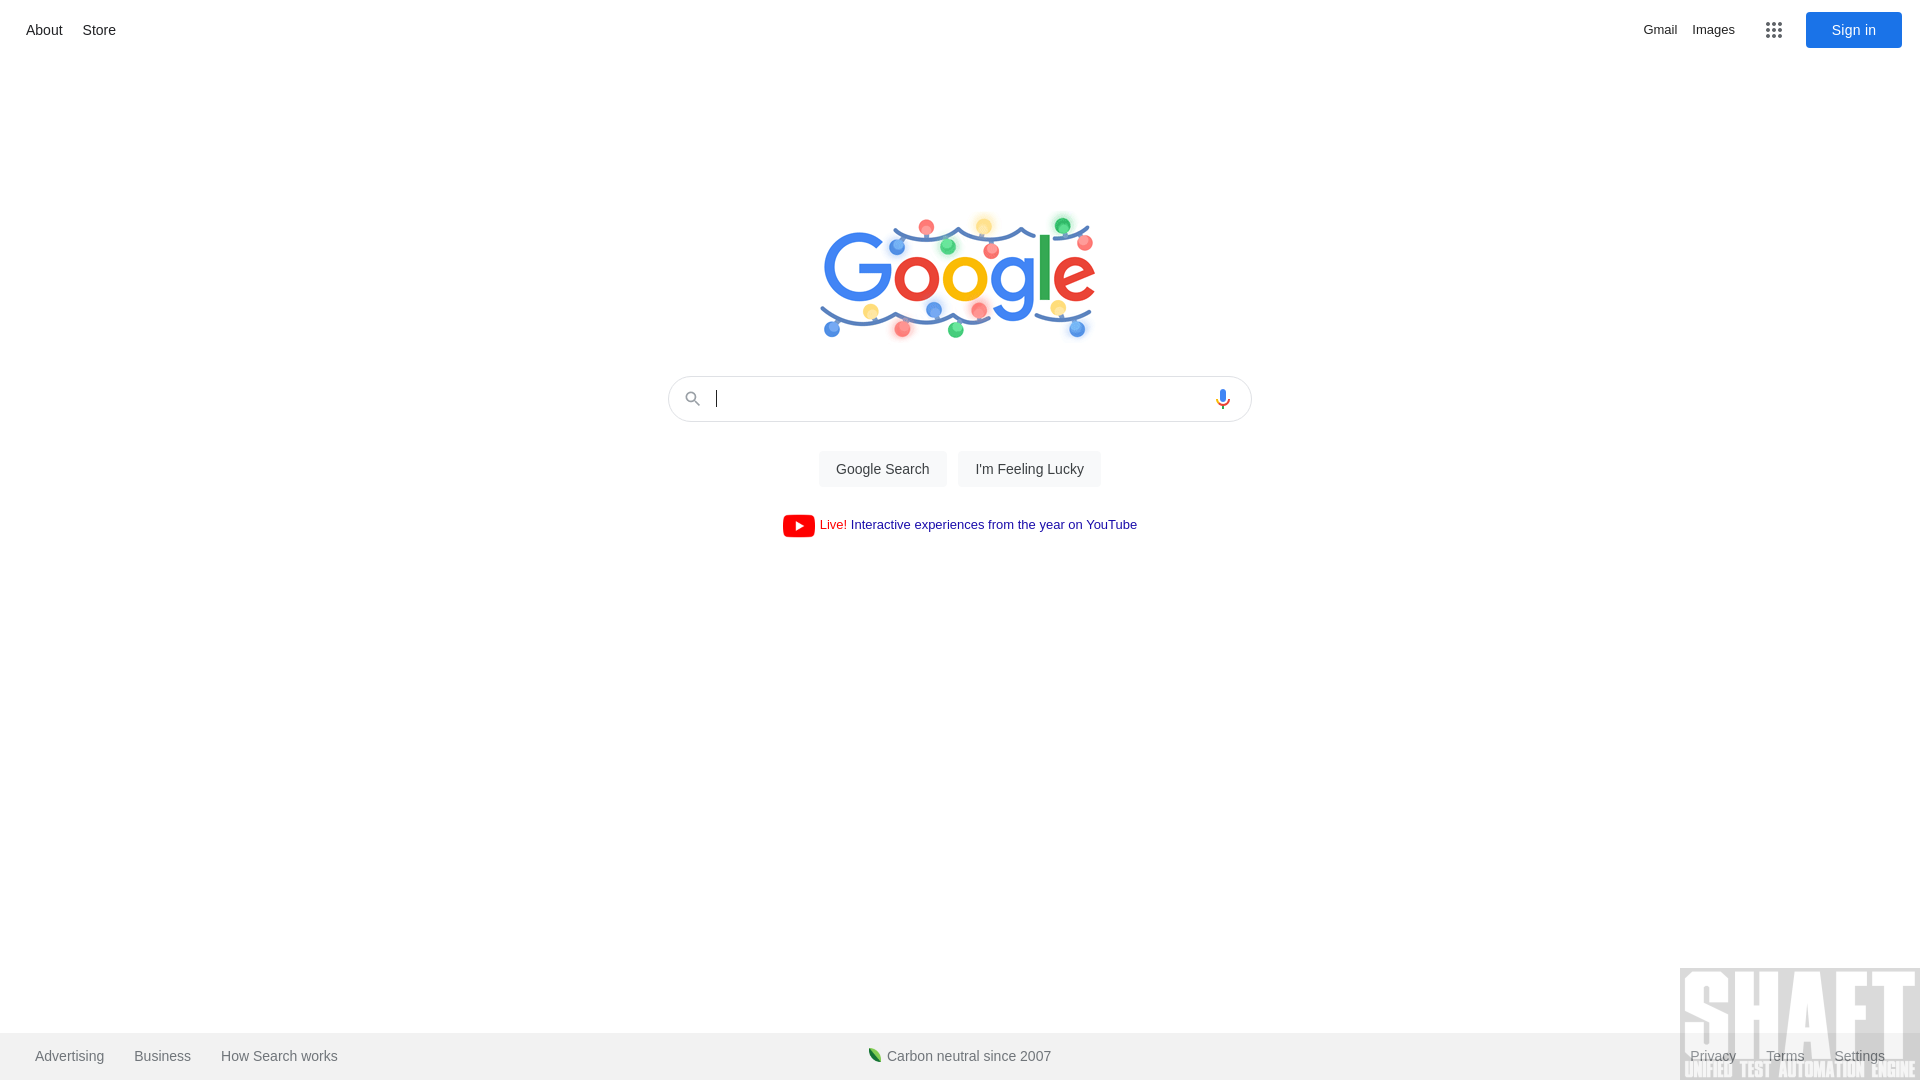 About Store
Gmail Images Sign in
Google
Google Search I'm Feeling Lucky
Live! Interactive experiences from the year on YouTube
Advertising Business How Search works
Carbon neutral since 2007
Privacy Terms Settings
SHAFT
UNIFIED TEST AUTOMATION ENGINE